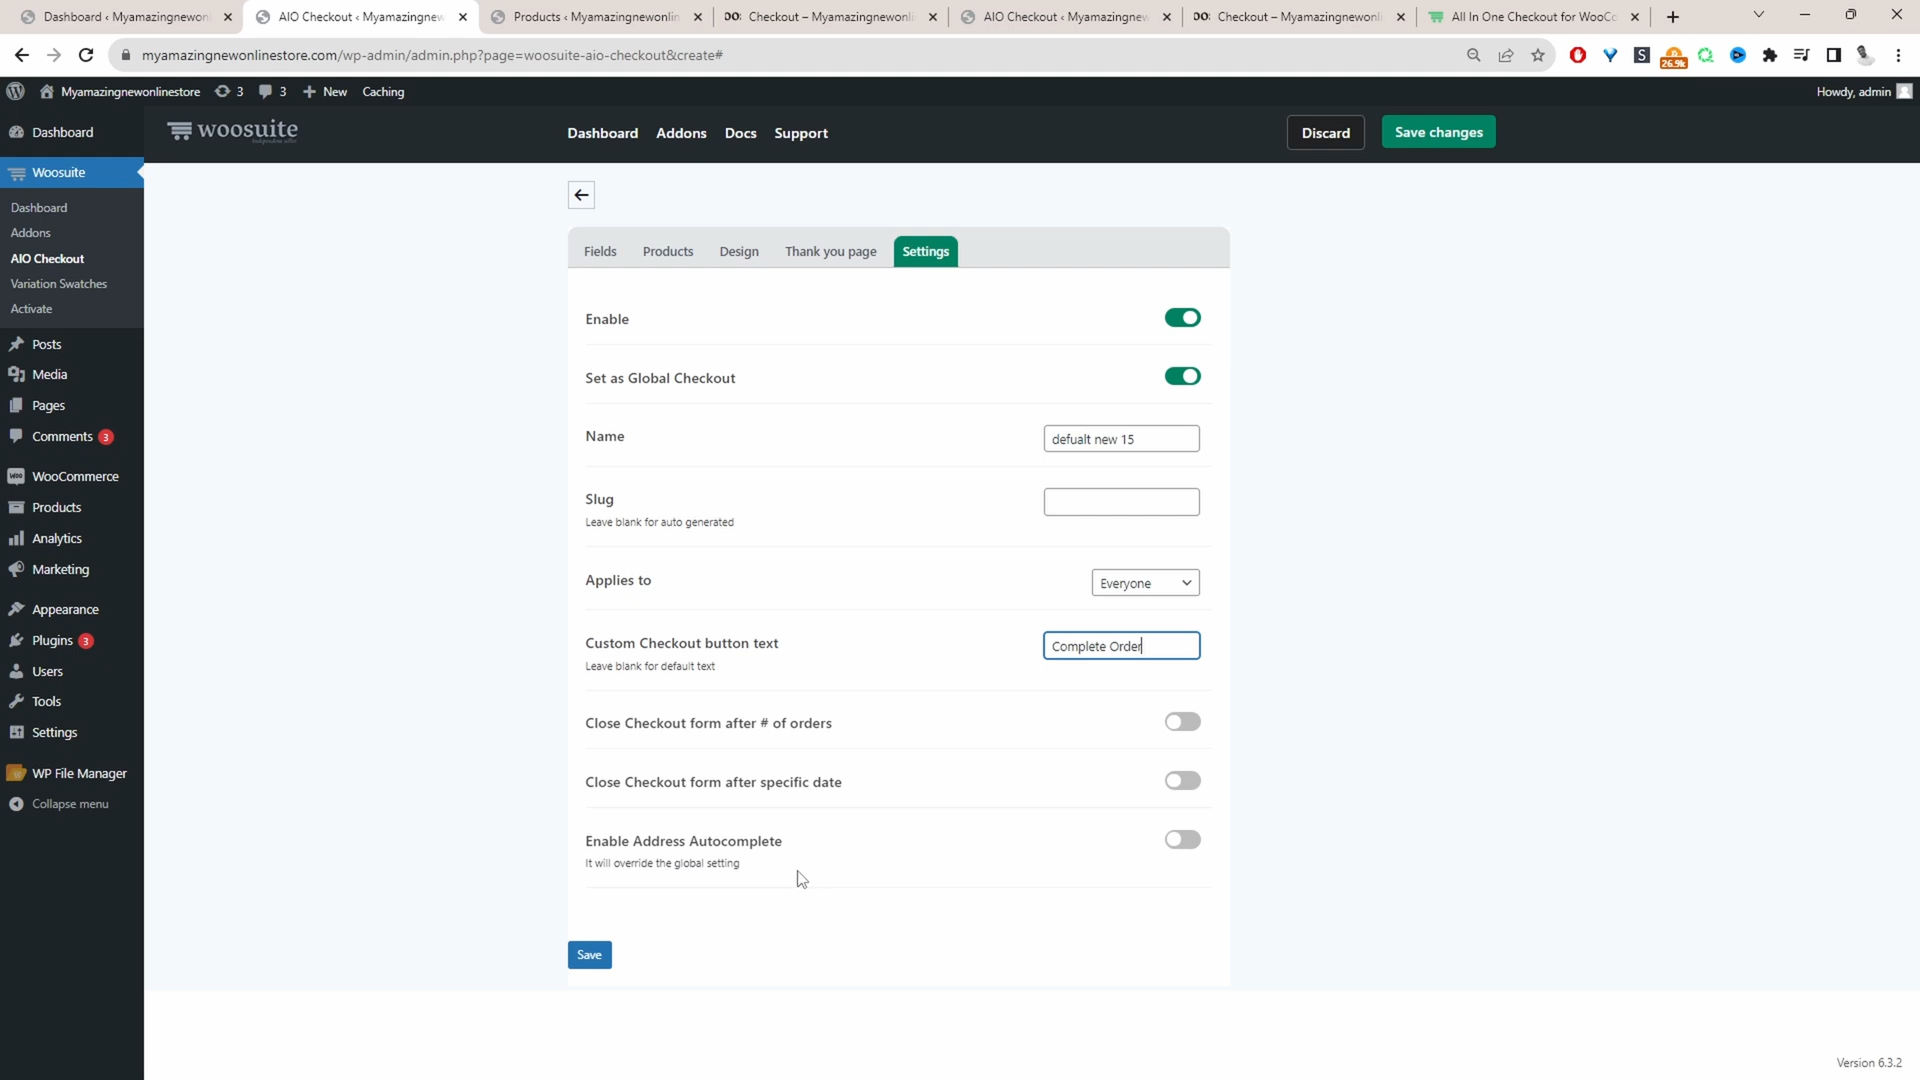 Dashboard ‹ Myamazingnewon
AIO Checkout ‹ Myamazingnew
Products ‹ Myamazingnewonlin
Checkout – Myamazingnewonli
AIO Checkout ‹ Myamazingnew
Checkout – Myamazingnewonl
All In One Checkout for WooCo
myamazingnewonlinestore.com/wp-admin/admin.php?page=woosuite-aio-checkout&create#
26.9k
Myamazingnewonlinestore
3
3
New
Caching
Howdy, admin
Dashboard
woosuite
Dashboard
Addons
Docs
Support
Discard
Save changes
Woosuite
Dashboard
Addons
AIO Checkout
Variation Swatches
Activate
Posts
Media
Pages
Comments 3
WooCommerce
Products
Analytics
Marketing
Appearance
Plugins 3
Users
Tools
Settings
WP File Manager
Collapse menu
Fields
Products
Design
Thank you page
Settings
Enable
Set as Global Checkout
Name
defualt new 15
Slug
Leave blank for auto generated
Applies to
Everyone
Custom Checkout button text
Complete Order
Leave blank for default text
Close Checkout form after # of orders
Close Checkout form after specific date
Enable Address Autocomplete
It will override the global setting
Save
Version 6.3.2